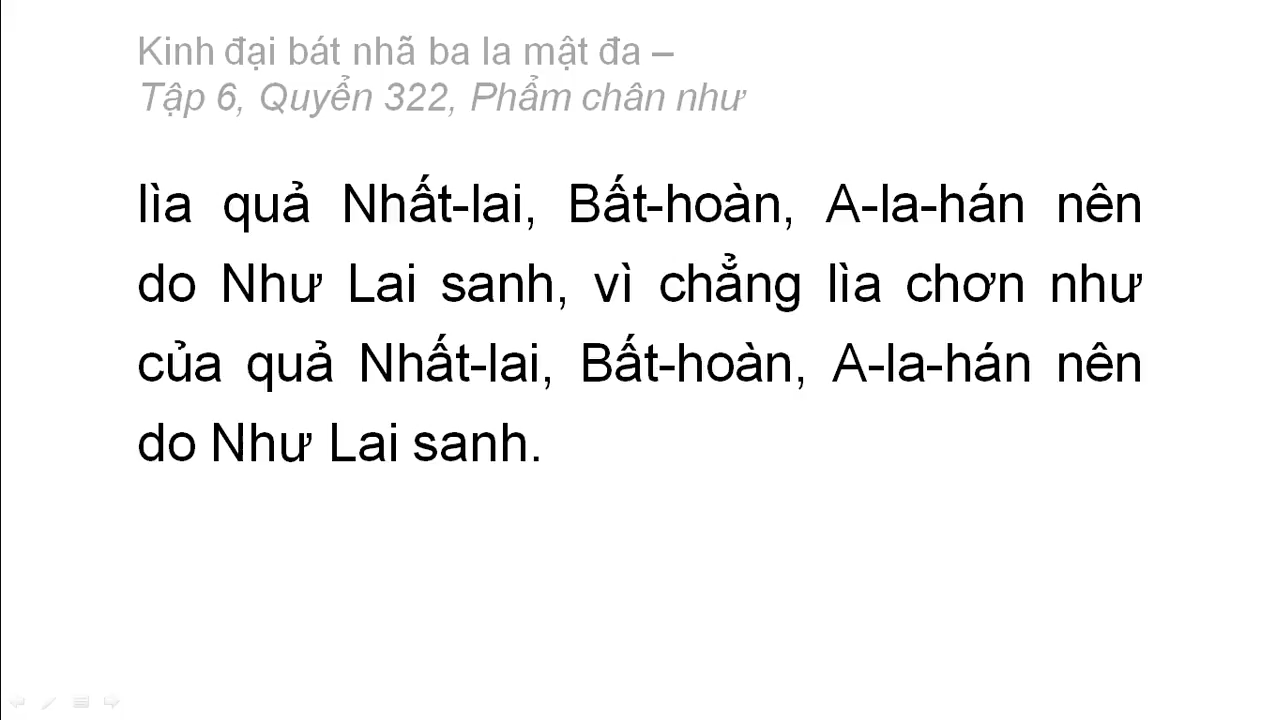 Kinh đại bát nhã ba la mật đa –
Tập 6, Quyển 322, Phẩm chân như
lìa quả Nhất-lai, Bất-hoàn, A-la-hán nên
do Như Lai sanh, vì chẳng lìa chơn như
của quả Nhất-lai, Bất-hoàn, A-la-hán nên
do Như Lai sanh.